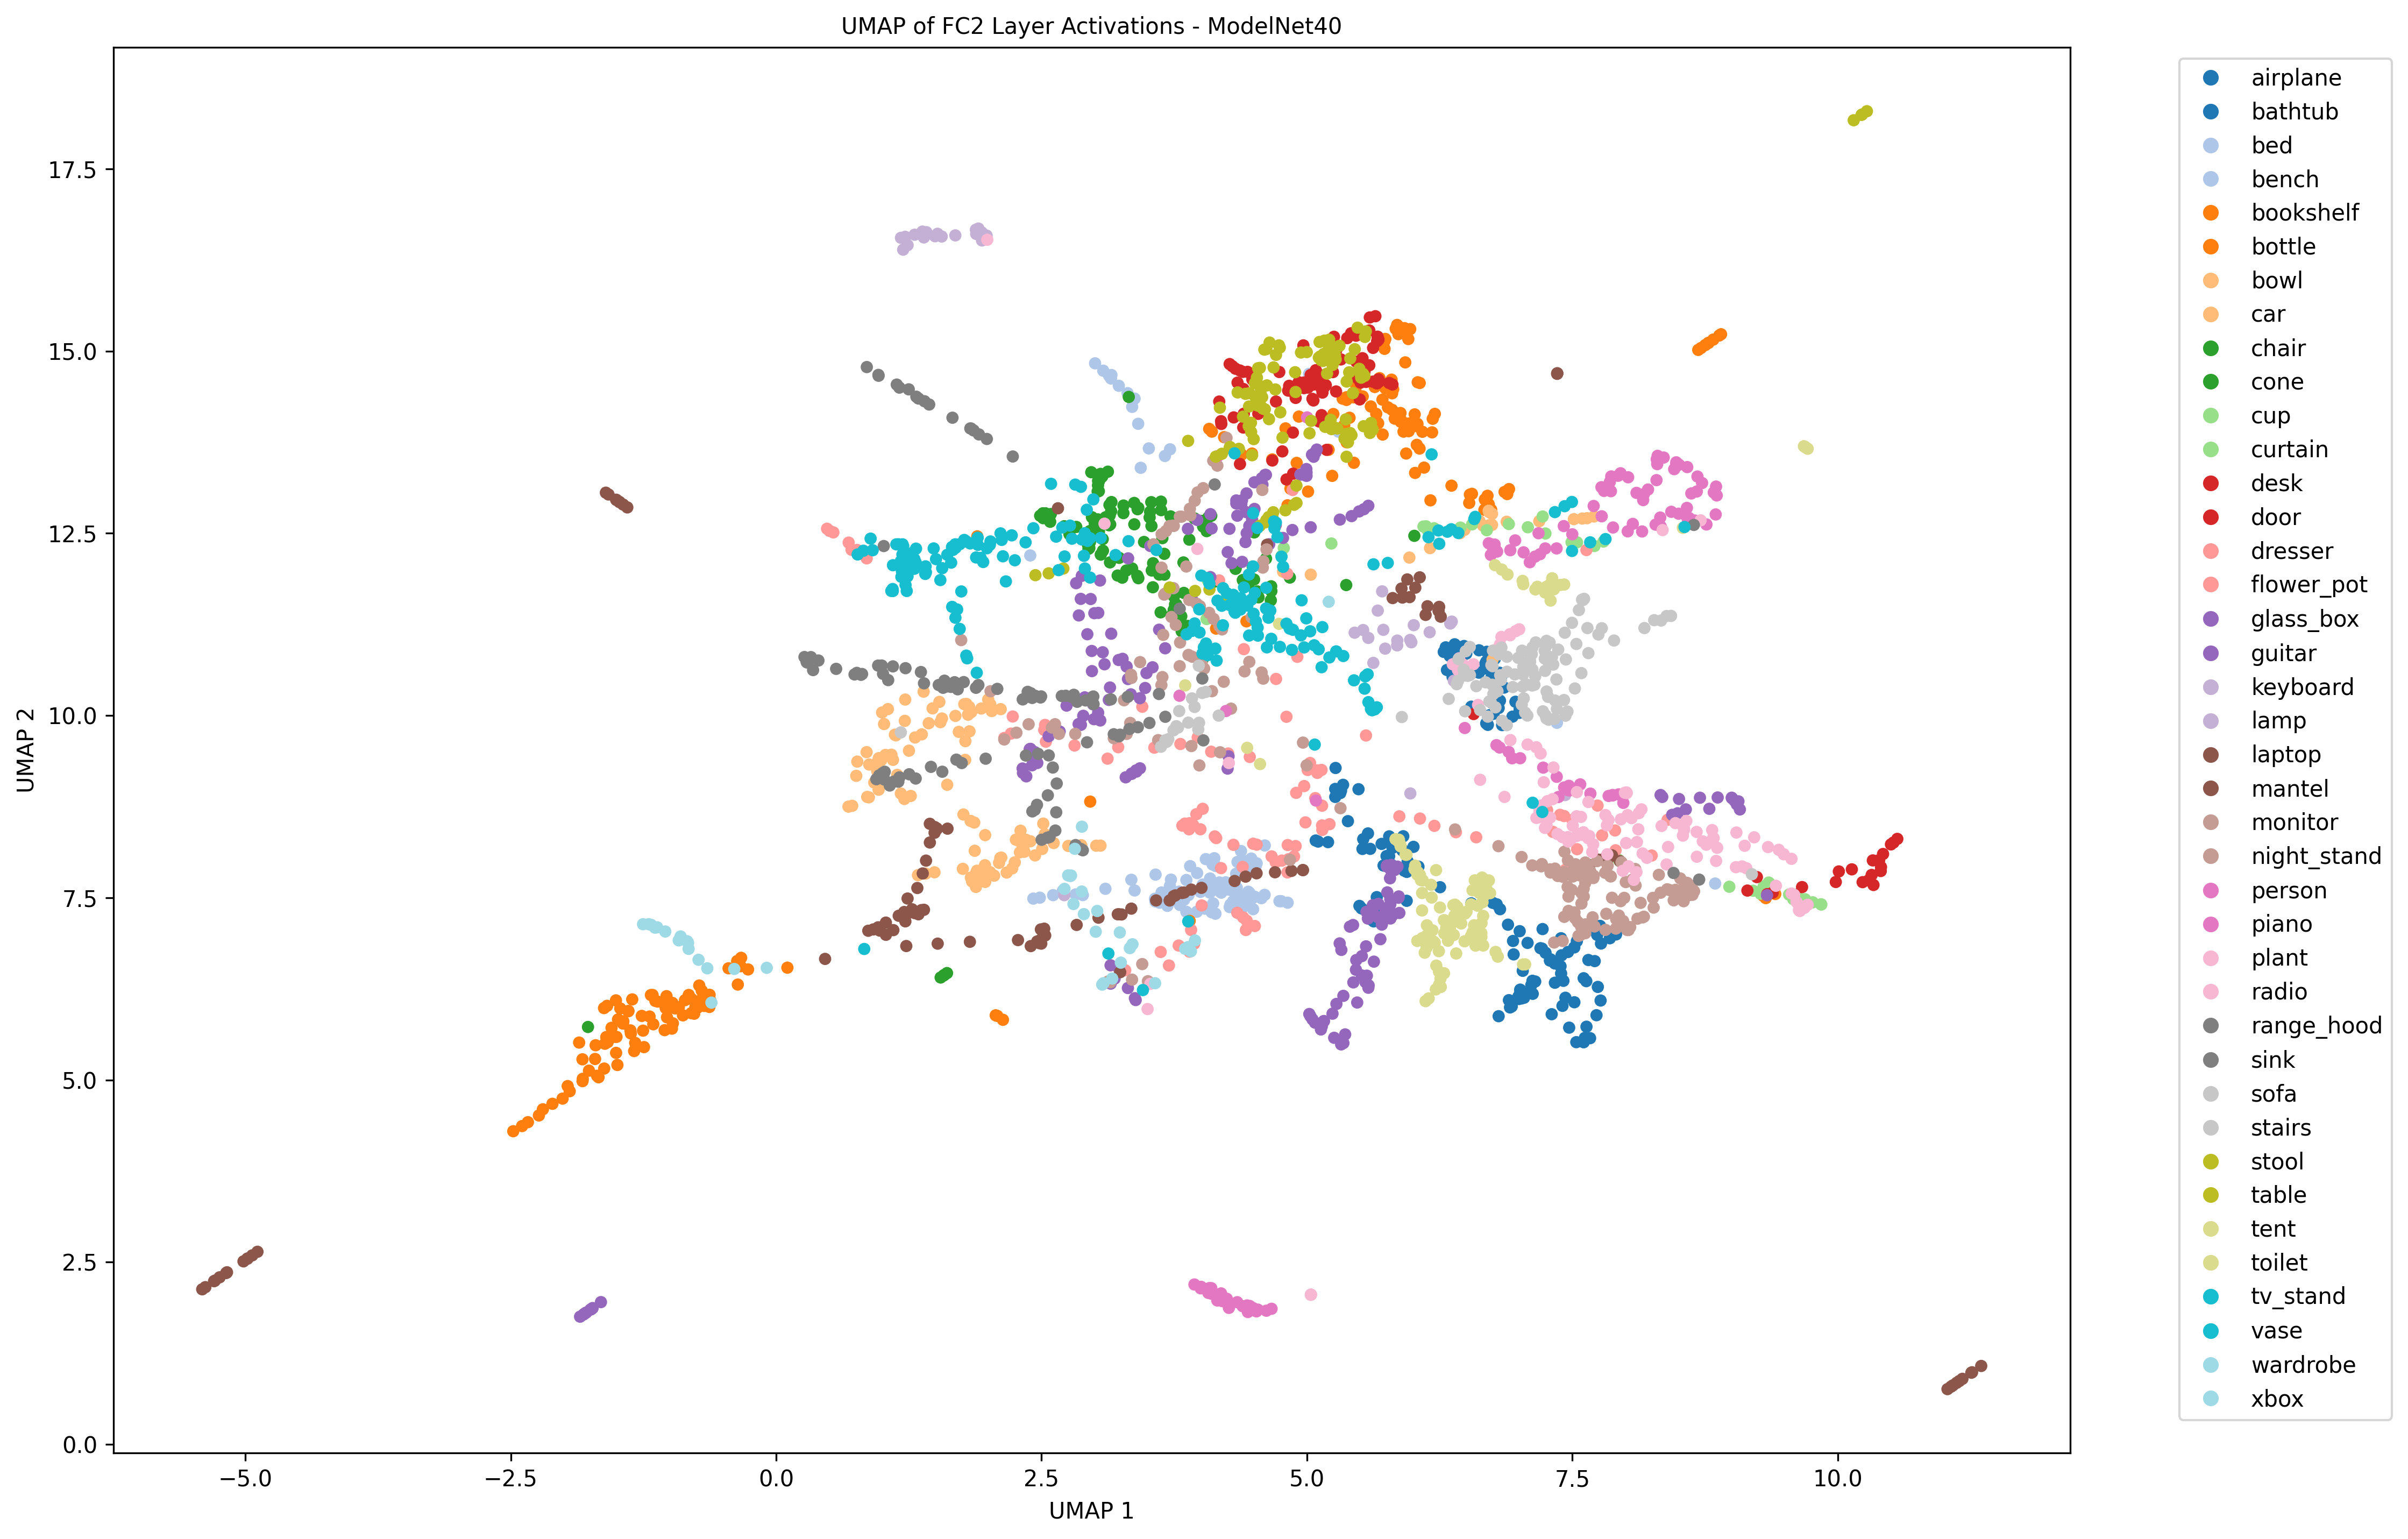 UMAP of FC2 Layer Activations - ModelNet40
17.5
15.0
12.5
10.0
7.5
5.0
2.5
0.0
UMAP 2
−5.0
−2.5
0.0
2.5
5.0
7.5
10.0
UMAP 1
airplane
bathtub
bed
bench
bookshelf
bottle
bowl
car
chair
cone
cup
curtain
desk
door
dresser
flower_pot
glass_box
guitar
keyboard
lamp
laptop
mantel
monitor
night_stand
person
piano
plant
radio
range_hood
sink
sofa
stairs
stool
table
tent
toilet
tv_stand
vase
wardrobe
xbox